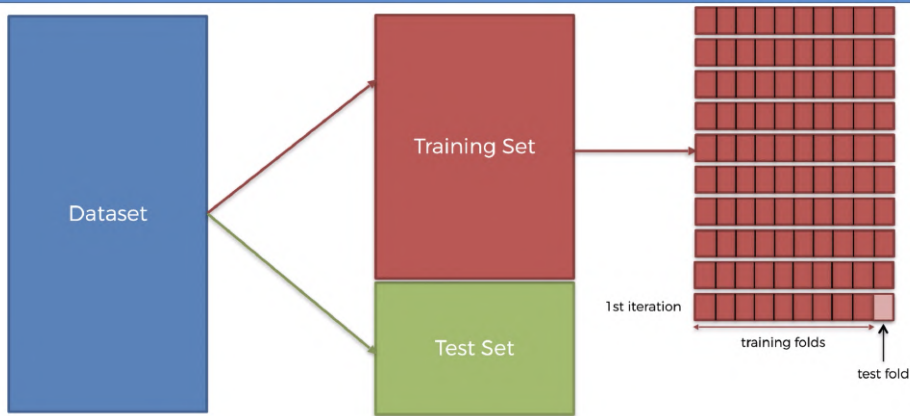 Dataset
Training Set
Test Set
1st iteration
training folds
test fold